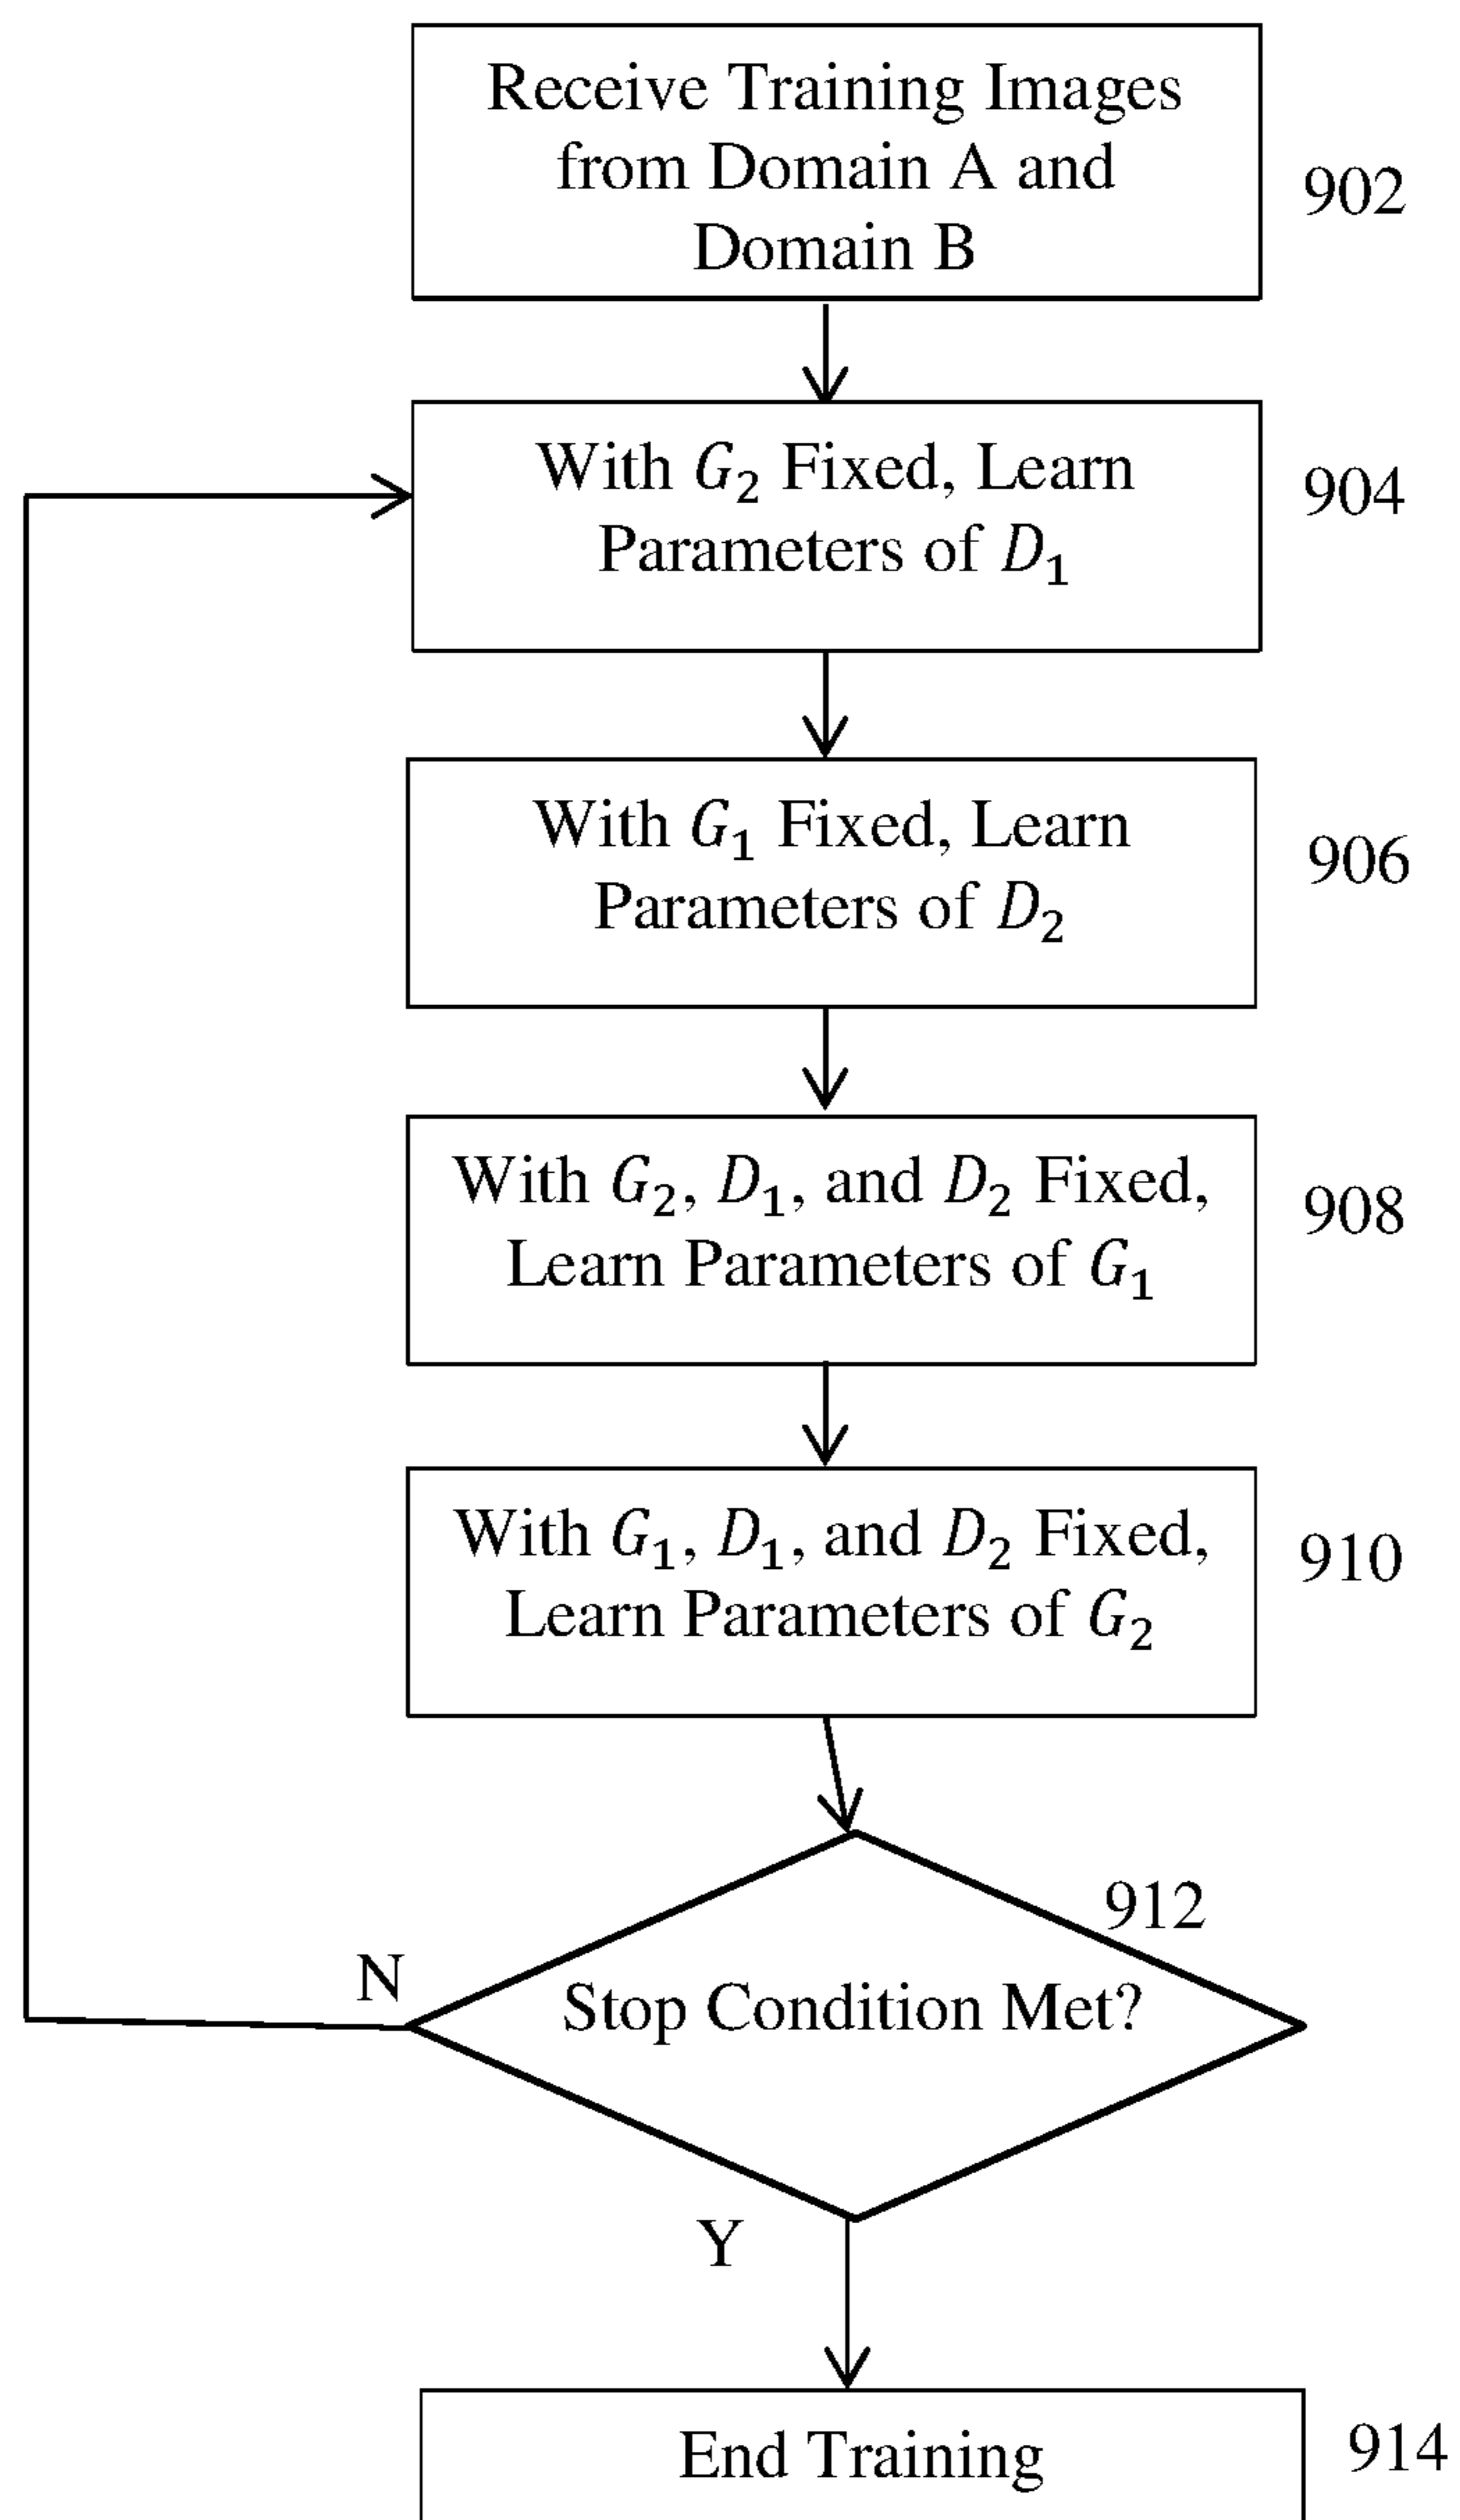 Receive Training Images
from Domain A and
Domain B
902
With G₂ Fixed, Learn
Parameters of D₁
904
With G₁ Fixed, Learn
Parameters of D₂
906
With G₂, D₁, and D₂ Fixed,
Learn Parameters of G₁
908
With G₁, D₁, and D₂ Fixed,
Learn Parameters of G₂
910
912
N
Stop Condition Met?
Y
End Training
914